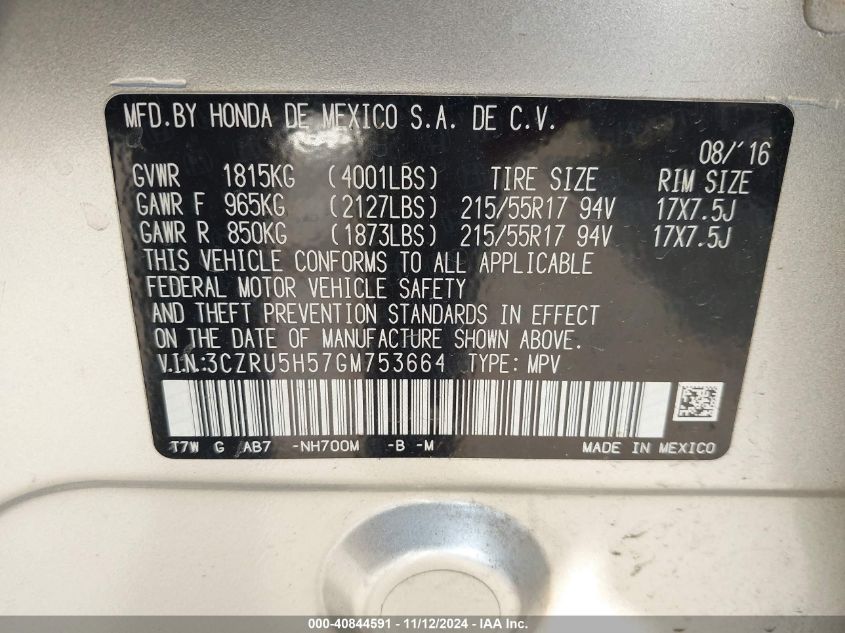 MFD.BY HONDA DE MEXICO S.A. DE C.V.
08/'16
GVWR 1815KG (4001LBS) TIRE SIZE RIM SIZE
GAWR F 965KG (2127LBS) 215/55R17 94V 17X7.5J
GAWR R 850KG (1873LBS) 215/55R17 94V 17X7.5J
THIS VEHICLE CONFORMS TO ALL APPLICABLE
FEDERAL MOTOR VEHICLE SAFETY
AND THEFT PREVENTION STANDARDS IN EFFECT
ON THE DATE OF MANUFACTURE SHOWN ABOVE.
V.I.N.:3CZRU5H57GM753664 TYPE: MPV
T7W G AB7 -NH700M -B -M MADE IN MEXICO
000-40844591 - 11/12/2024 - IAA Inc.